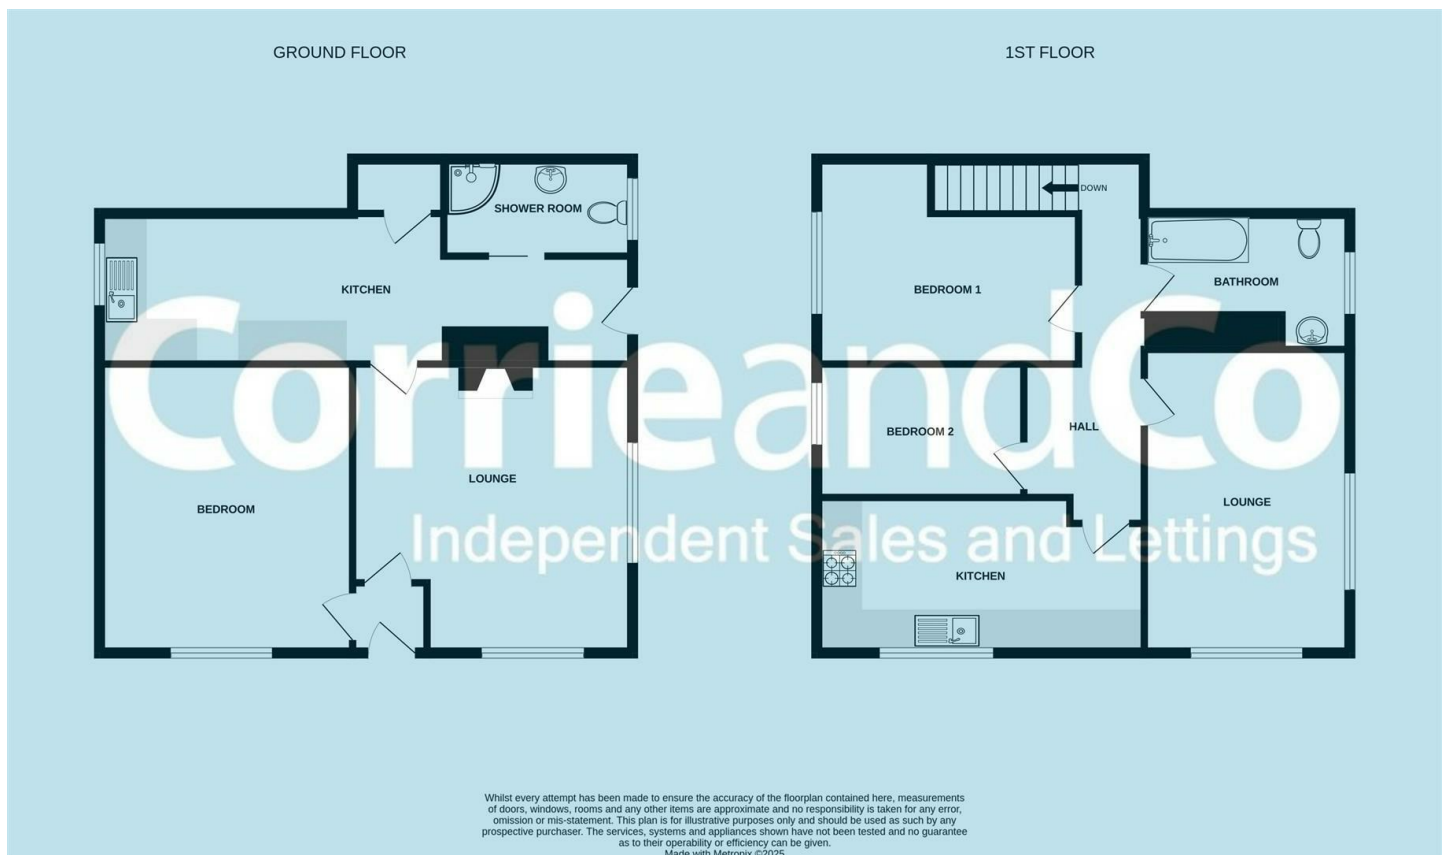 GROUND FLOOR
1ST FLOOR
SHOWER ROOM
KITCHEN
BEDROOM
LOUNGE
DOWN
BEDROOM 1
BATHROOM
BEDROOM 2
HALL
LOUNGE
KITCHEN
CorrieandCo
Independent Sales and Lettings
Whilst every attempt has been made to ensure the accuracy of the floorplan contained here, measurements
of doors, windows, rooms and any other items are approximate and no responsibility is taken for any error,
omission or mis-statement. This plan is for illustrative purposes only and should be used as such by any
prospective purchaser. The services, systems and appliances shown have not been tested and no guarantee
as to their operability or efficiency can be given.
Made with Metropix ©2025